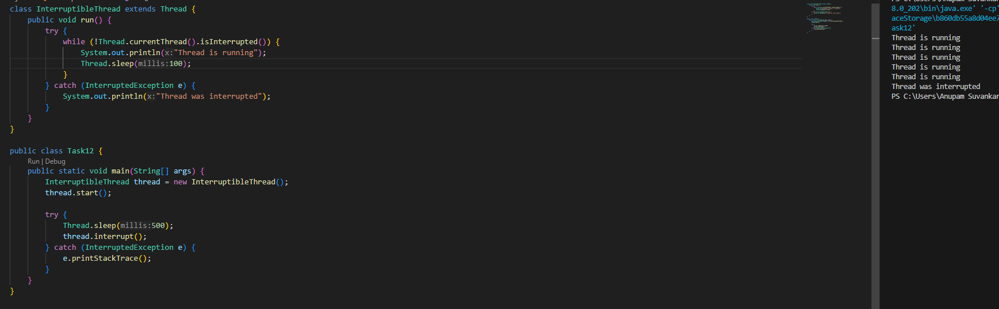 class InterruptibleThread extends Thread {
public void run() {
try {
while (!Thread.currentThread().isInterrupted()) {
System.out.println(x:"Thread is running");
Thread.sleep(millis:100);
}
} catch (InterruptedException e) {
System.out.println(x:"Thread was interrupted");
}
}
}
public class Task12 {
Run | Debug
public static void main(String[] args) {
InterruptibleThread thread = new InterruptibleThread();
thread.start();
try {
Thread.sleep(millis:500);
thread.interrupt();
} catch (InterruptedException e) {
e.printStackTrace();
}
}
}
8.0_202\bin\java.exe' '-cp'
aceStorage\b860db55a8d04ee7
ask12'
Thread is running
Thread is running
Thread is running
Thread is running
Thread is running
Thread was interrupted
PS C:\Users\Anupam Suvankar